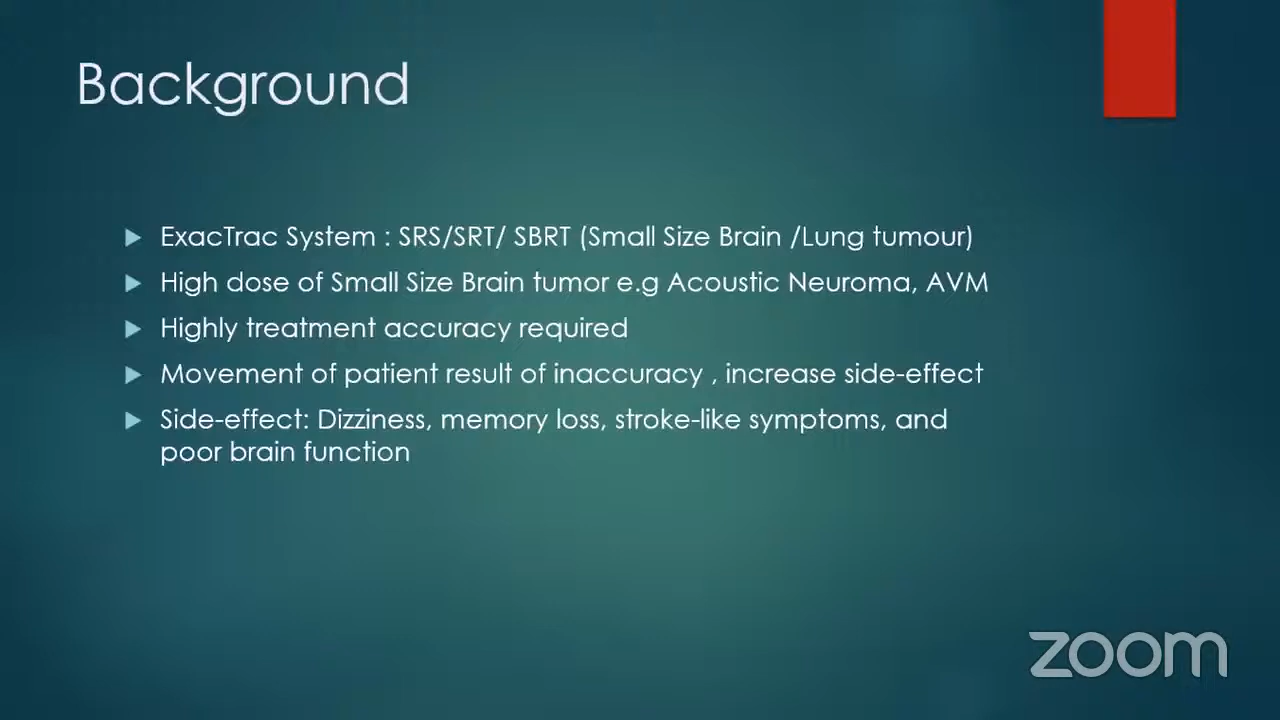 Background
ExacTrac System : SRS/SRT/ SBRT (Small Size Brain /Lung tumour)
High dose of Small Size Brain tumor e.g Acoustic Neuroma, AVM
Highly treatment accuracy required
Movement of patient result of inaccuracy , increase side-effect
Side-effect: Dizziness, memory loss, stroke-like symptoms, and
poor brain function
zoom